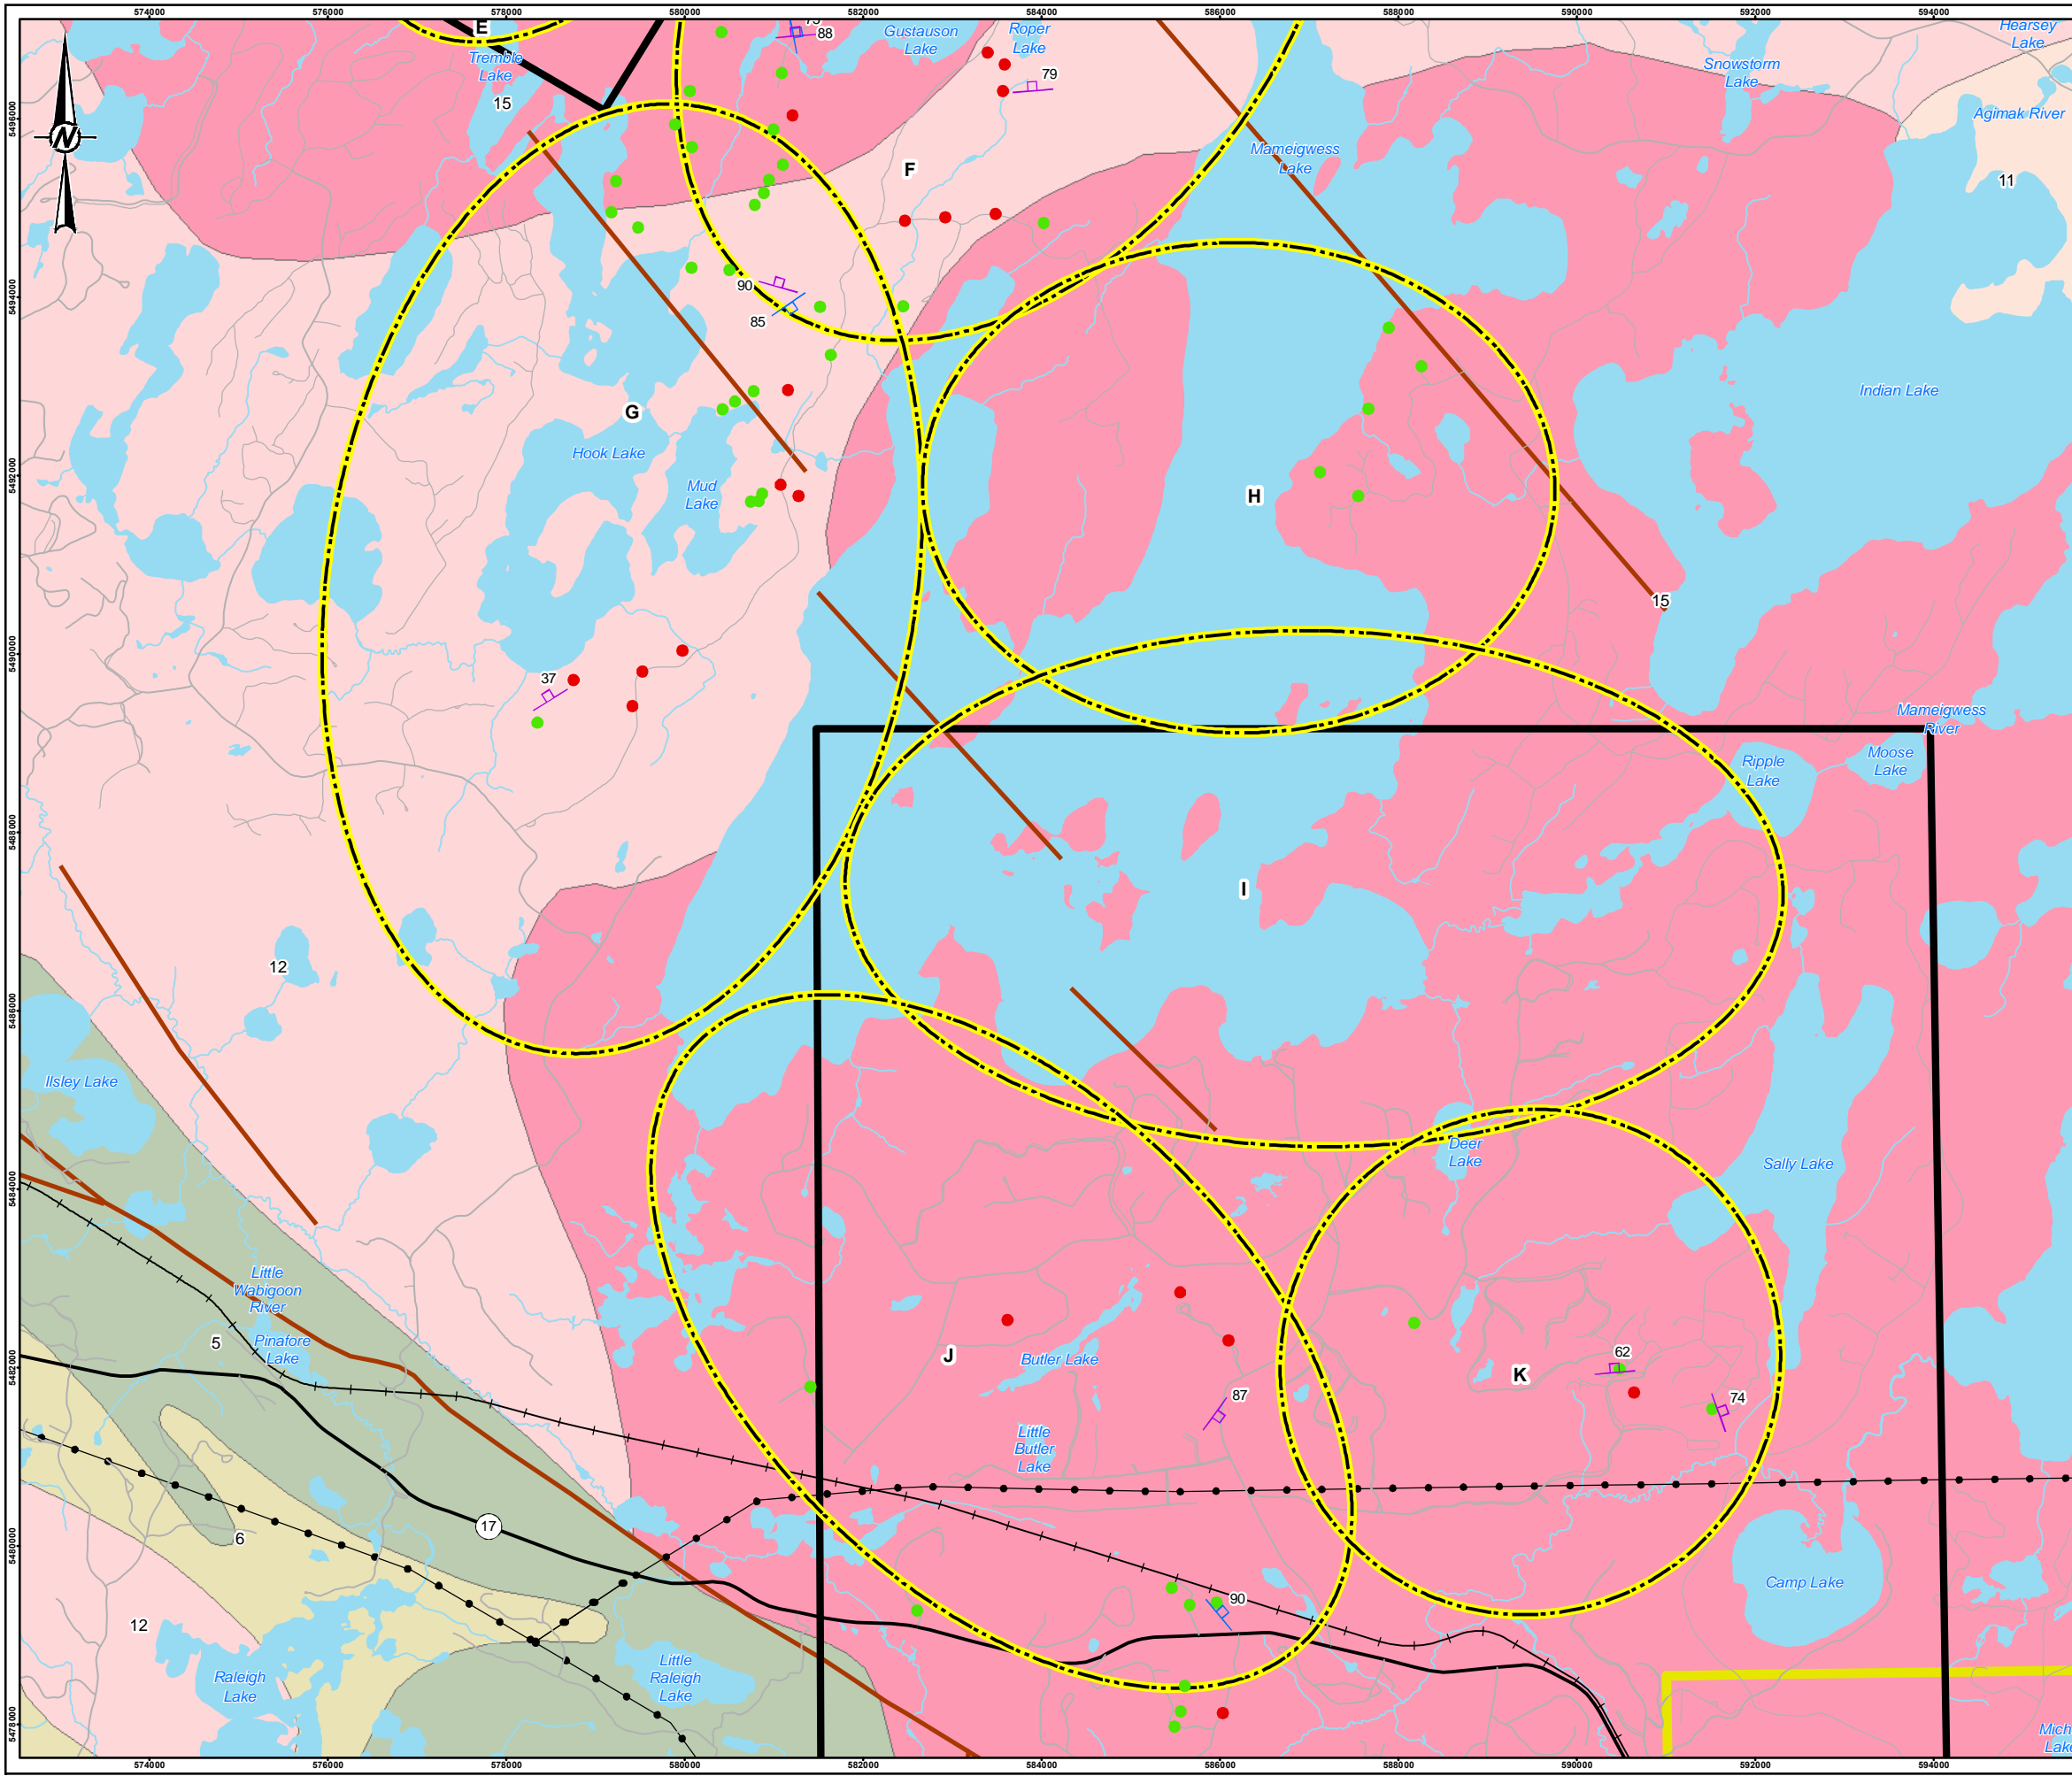 574000 576000 578000 580000 582000 584000 586000 588000 590000 592000 594000
E
88
Gustauson
Lake
Roper
Lake
Hearsey
Lake
Tremble
Lake
79
Snowstorm
Lake
15
5496000
Agimak River
N
Mameigwess
Lake
F
11
5494000
90
85
Indian Lake
G
Hook Lake
5492000
Mud
Lake
H
15
5490000
37
Mameigwess
River
Ripple
Lake
Moose
Lake
5488000
I
12
5486000
Ilsley Lake
Deer
Lake
Sally Lake
5484000
Little
Wabigoon
River
5
Pinafore
Lake
5482000
J
Butler Lake
62
K
87
74
Little
Butler
Lake
17
6
5480000
Camp Lake
90
12
Raleigh
Lake
Little
Raleigh
Lake
5478000
574000 576000 578000 580000 582000 584000 586000 588000 590000 592000 594000